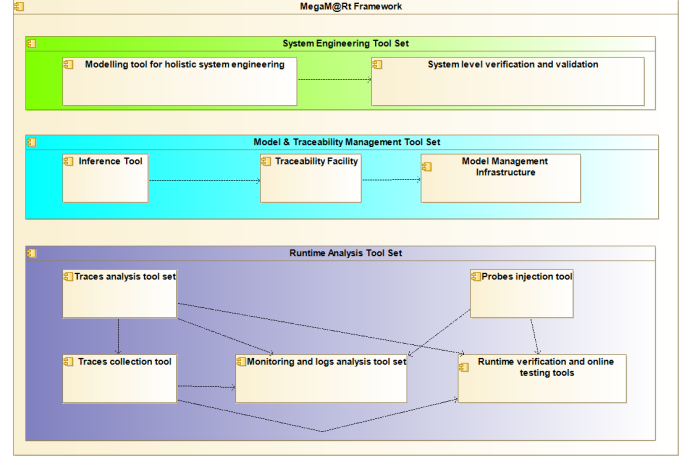 MegaM@Rt Framework
System Engineering Tool Set
Modelling tool for holistic system engineering
System level verification and validation
Model & Traceability Management Tool Set
Inference Tool
Traceability Facility
Model Management
Infrastructure
Runtime Analysis Tool Set
Traces analysis tool set
Probes injection tool
Traces collection tool
Monitoring and logs analysis tool set
Runtime verification and online
testing tools